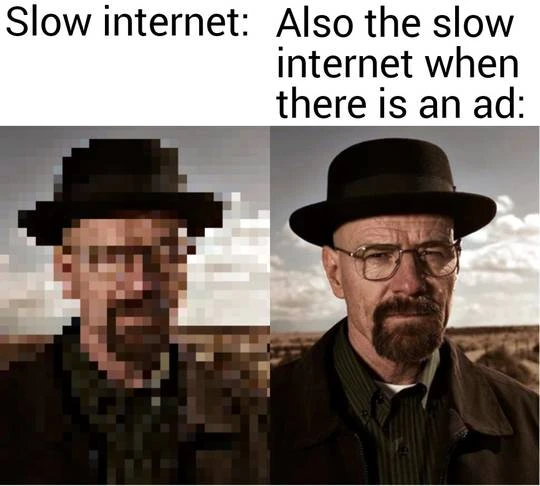 Slow internet:
Also the slow
internet when
there is an ad: